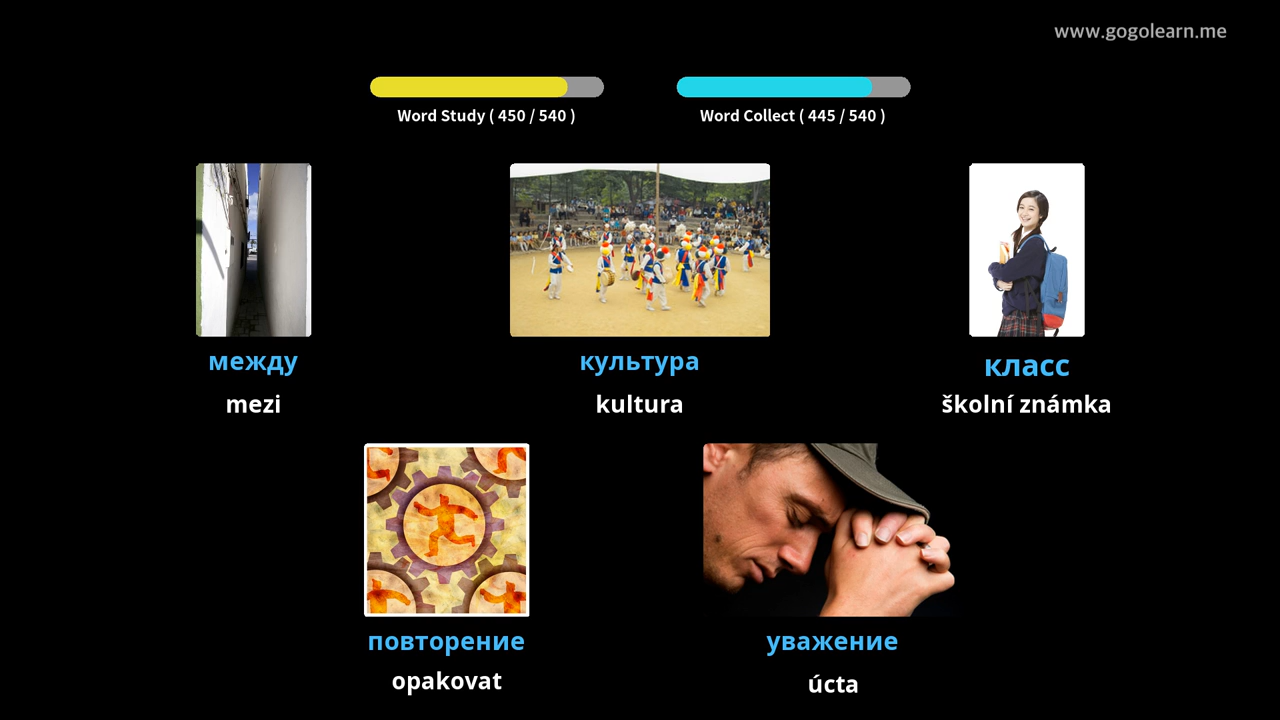 www.gogolearn.me
Word Study ( 450 / 540 )
Word Collect ( 445 / 540 )
между
культура
класс
mezi
kultura
školní známka
повторение
уважение
opakovat
úcta